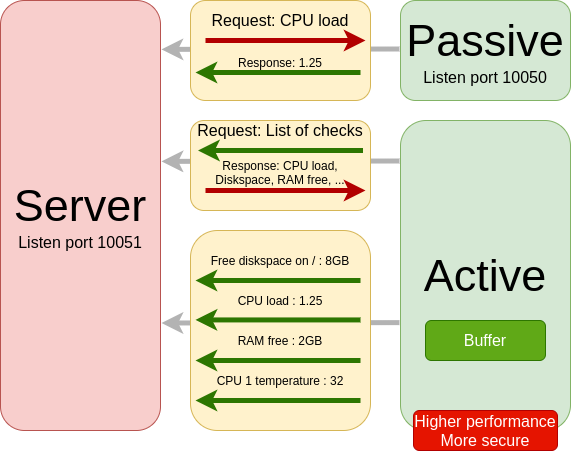 Server
Listen port 10051
Request: CPU load
Response: 1.25
Passive
Listen port 10050
Request: List of checks
Response: CPU load,
Diskspace, RAM free, ...
Free diskspace on / : 8GB
CPU load : 1.25
RAM free : 2GB
CPU 1 temperature : 32
Active
Buffer
Higher performance
More secure